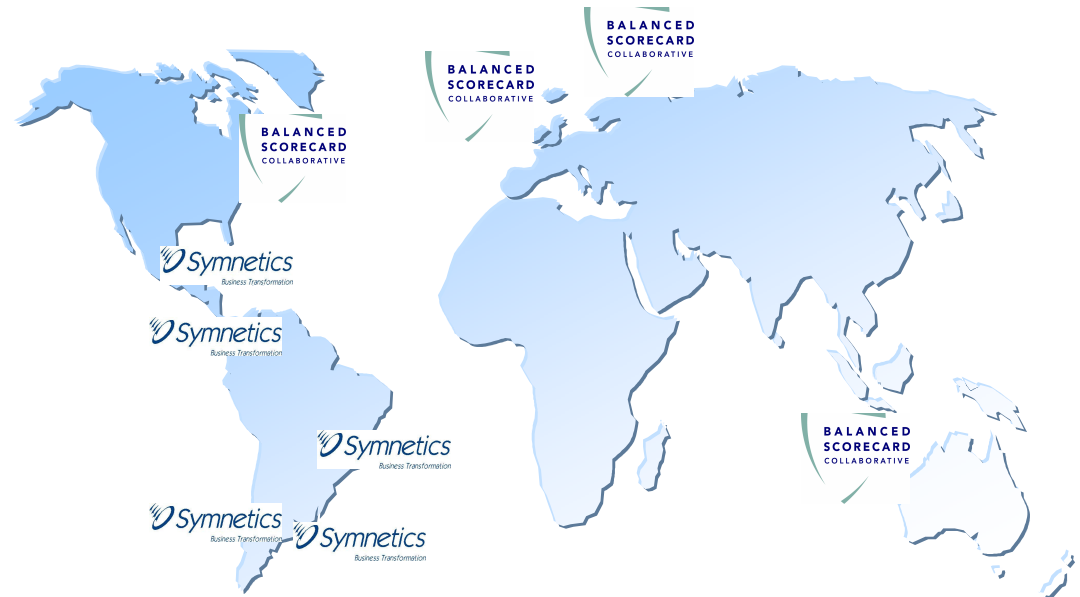 BALANCED
SCORECARD
COLLABORATIVE
BALANCED
SCORECARD
COLLABORATIVE
BALANCED
SCORECARD
COLLABORATIVE
Symnetics
Business Transformation
Symnetics
Business Transformation
BALANCED
SCORECARD
COLLABORATIVE
Symnetics
Business Transformation
Symnetics
Business Transformation
Symnetics
Business Transformation